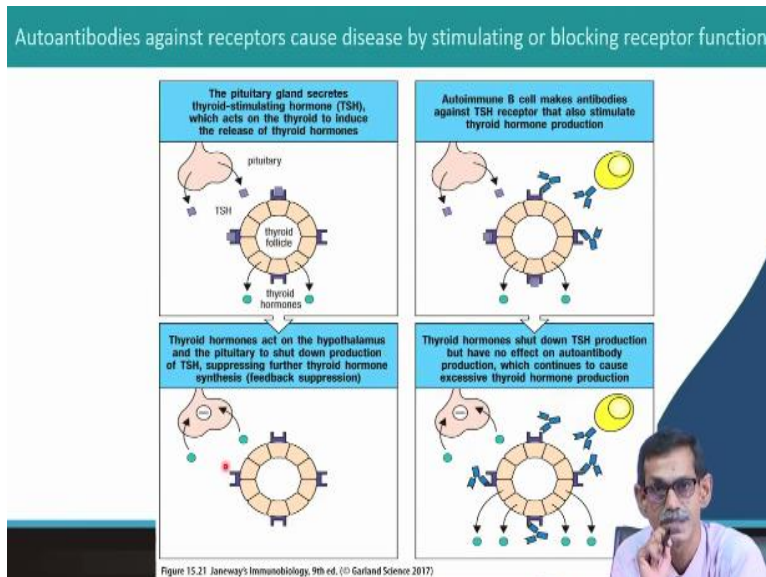 Autoantibodies against receptors cause disease by stimulating or blocking receptor function
The pituitary gland secretes
thyroid-stimulating hormone (TSH),
which acts on the thyroid to induce
the release of thyroid hormones
pituitary
TSH
thyroid
follicle
thyroid
hormones
Autoimmune B cell makes antibodies
against TSH receptor that also stimulate
thyroid hormone production
Thyroid hormones act on the hypothalamus
and the pituitary to shut down production
of TSH, suppressing further thyroid hormone
synthesis (feedback suppression)
Thyroid hormones shut down TSH production
but have no effect on autoantibody
production, which continues to cause
excessive thyroid hormone production
Figure 15.21 Janeway's Immunobiology, 9th ed. (© Garland Science 2017)